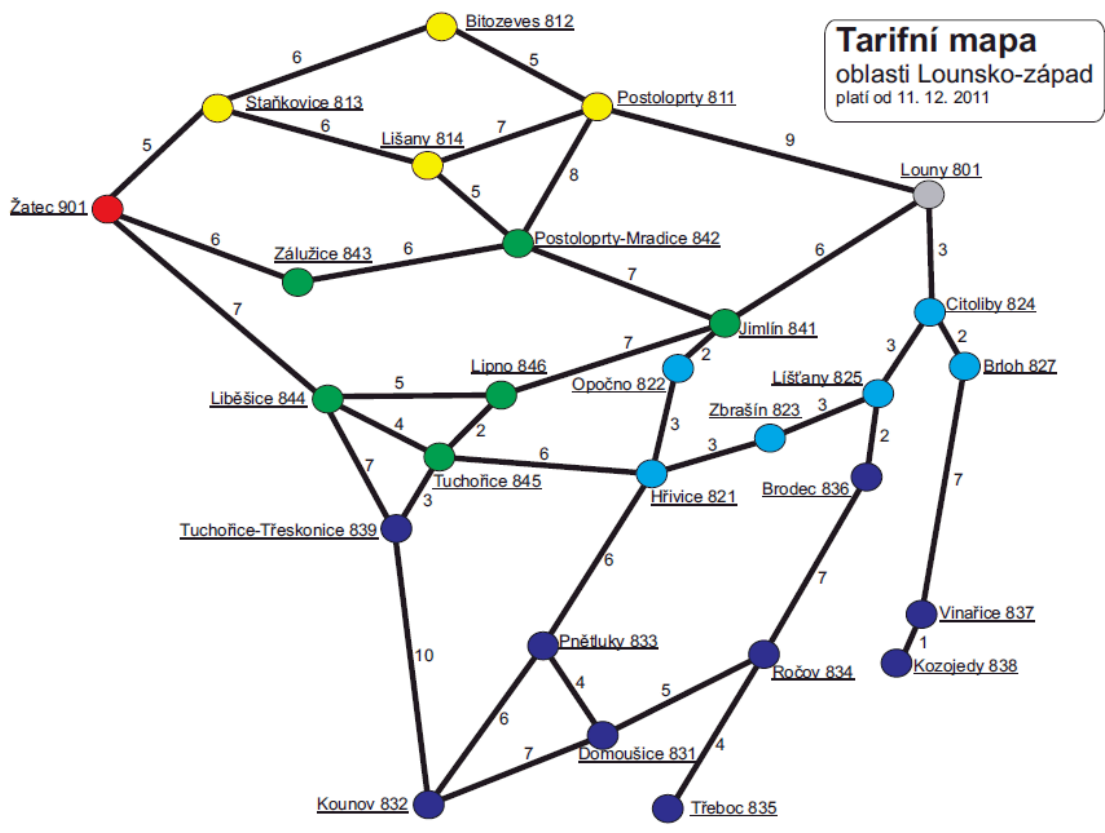 Bitozeves 812
Tarifní mapa
oblasti Lounsko-západ
platí od 11. 12. 2011
6
5
Staňkovice 813
Postoloprty 811
5
6
Lišany 814
7
9
8
Louny 801
5
Žatec 901
6
Zálužice 843
6
Postoloprty-Mradice 842
6
3
7
7
Citoliby 824
7
Jimlín 841
2
3
2
Lipno 846
Opočno 822
Líšťany 825
Brloh 827
5
Liběšice 844
Zbrašín 823
3
4
2
3
3
2
7
6
Tuchořice 845
Hřivice 821
Brodec 836
7
3
Tuchořice-Třeskonice 839
6
7
Vinařice 837
10
Pnětluky 833
1
Ročov 834
Kozojedy 838
4
5
6
7
Domoušice 831
4
Kounov 832
Třeboc 835